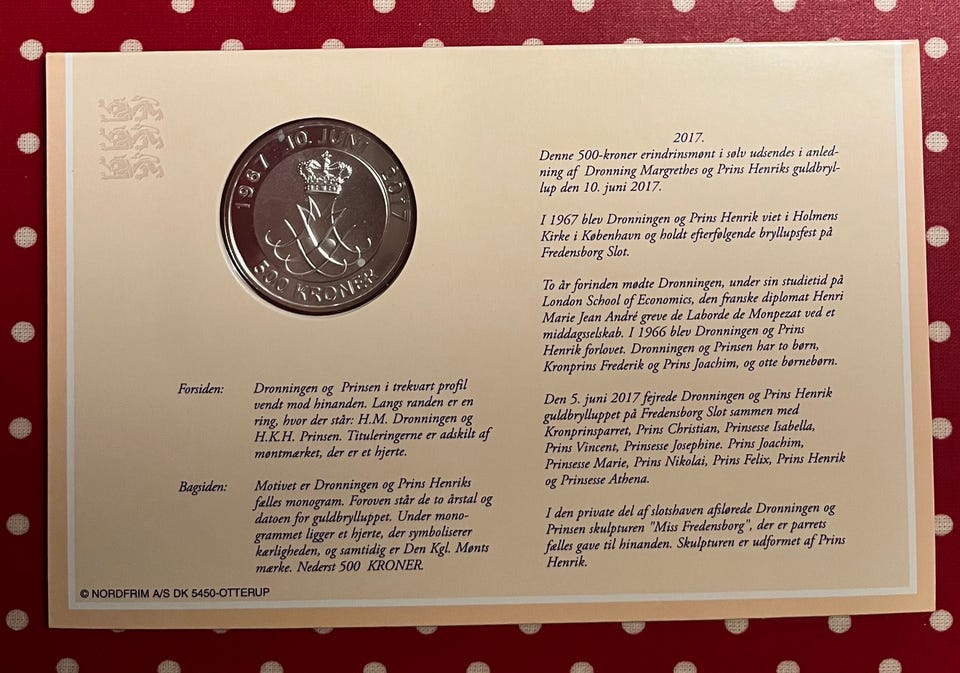 1967 10. JUNI 2017
500 KRONER
Forsiden: Dronningen og Prinsen i trekvart profil
vendt mod hinanden. Langs randen er en
ring, hvor der står: H.M. Dronningen og
H.K.H. Prinsen. Tituleringerne er adskilt af
møntmærket, der er et hjerte.
Bagsiden: Motivet er Dronningen og Prins Henriks
fælles monogram. Foroven står de to årstal og
datoen for guldbrylluppet. Under mono-
grammet ligger et hjerte, der symboliserer
kærligheden, og samtidig er Den Kgl. Mønts
mærke. Nederst 500 KRONER.
© NORDFRIM A/S DK 5450-OTTERUP
2017.
Denne 500-kroner erindrinsmønt i sølv udsendes i anled-
ning af Dronning Margrethes og Prins Henriks guldbryl-
lup den 10. juni 2017.
I 1967 blev Dronningen og Prins Henrik viet i Holmens
Kirke i København og holdt efterfølgende bryllupsfest på
Fredensborg Slot.
To år forinden mødte Dronningen, under sin studietid på
London School of Economics, den franske diplomat Henri
Marie Jean André greve de Laborde de Monpezat ved et
middagsselskab. I 1966 blev Dronningen og Prins
Henrik forlovet. Dronningen og Prinsen har to børn,
Kronprins Frederik og Prins Joachim, og otte børnebørn.
Den 5. juni 2017 fejrede Dronningen og Prins Henrik
guldbrylluppet på Fredensborg Slot sammen med
Kronprinsparret, Prins Christian, Prinsesse Isabella,
Prins Vincent, Prinsesse Josephine. Prins Joachim,
Prinsesse Marie, Prins Nikolai, Prins Felix, Prins Henrik
og Prinsesse Athena.
I den private del af slotshaven afslørede Dronningen og
Prinsen skulpturen "Miss Fredensborg", der er parrets
fælles gave til hinanden. Skulpturen er udformet af Prins
Henrik.